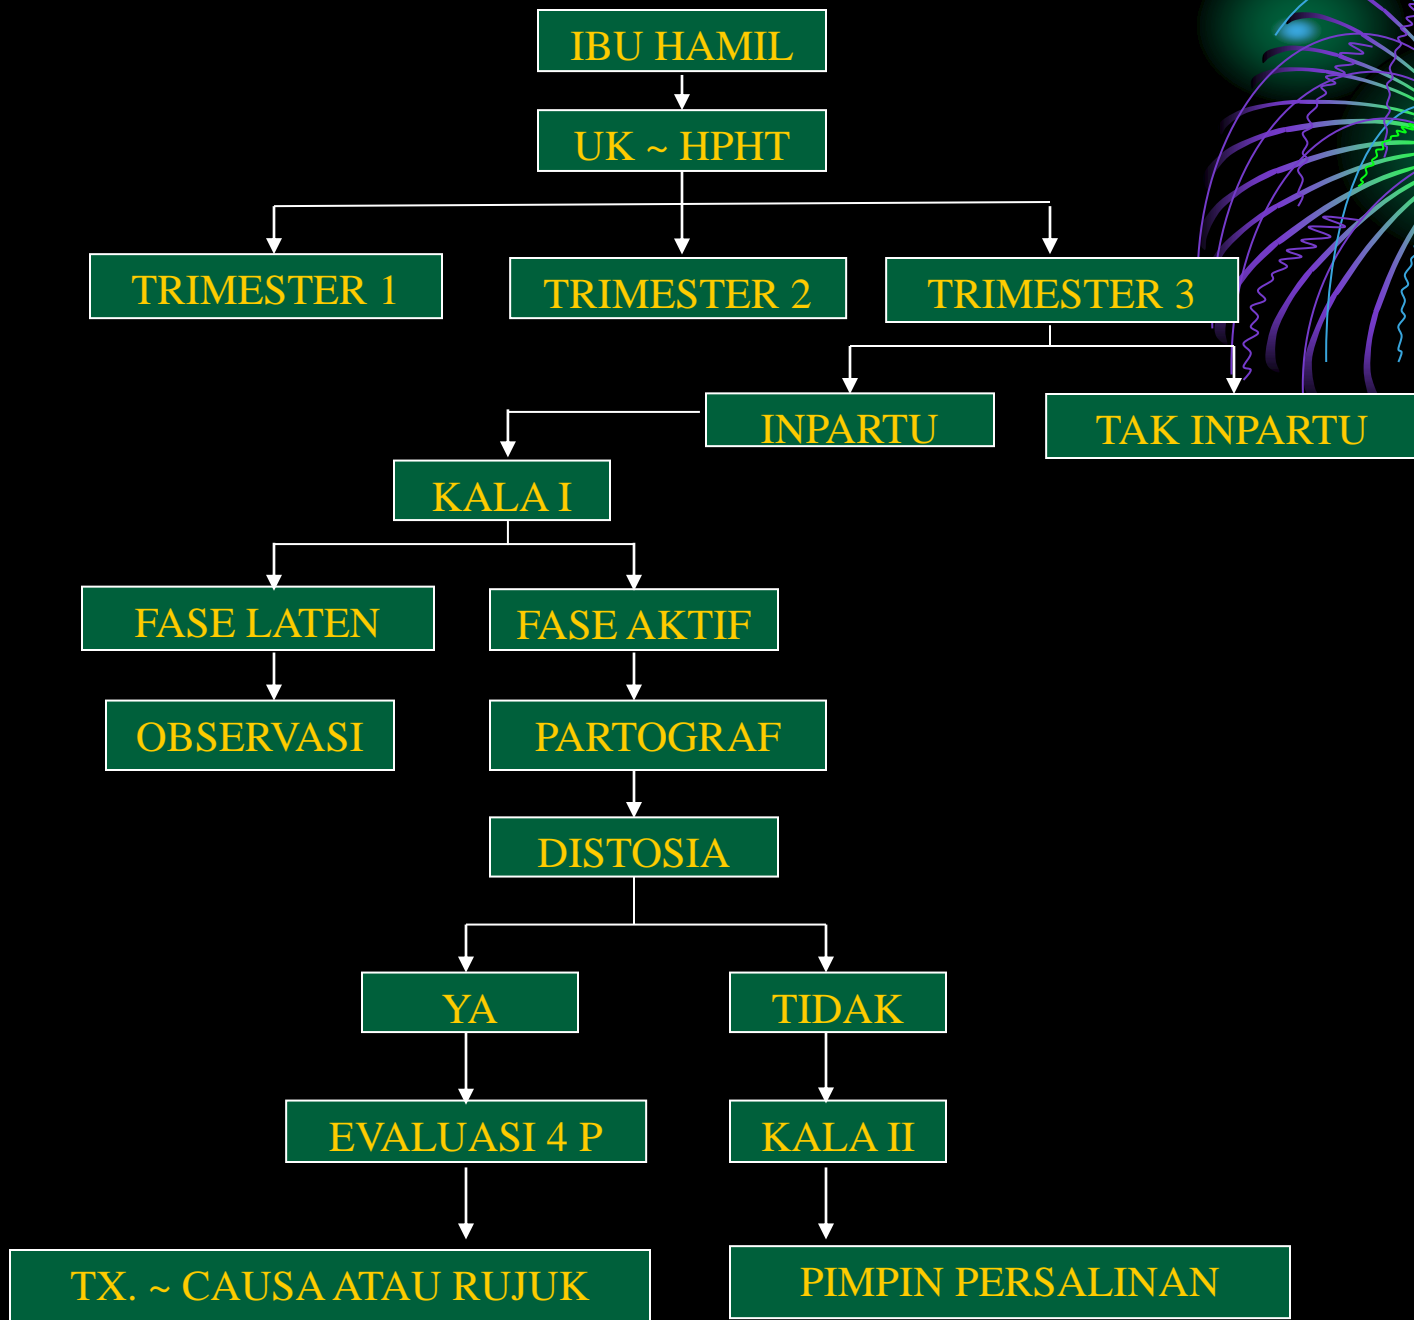 IBU HAMIL
UK ~ HPHT
TRIMESTER 1
TRIMESTER 2
TRIMESTER 3
INPARTU
TAK INPARTU
KALA I
FASE LATEN
FASE AKTIF
OBSERVASI
PARTOGRAF
DISTOSIA
YA
TIDAK
EVALUASI 4 P
KALA II
TX. ~ CAUSA ATAU RUJUK
PIMPIN PERSALINAN